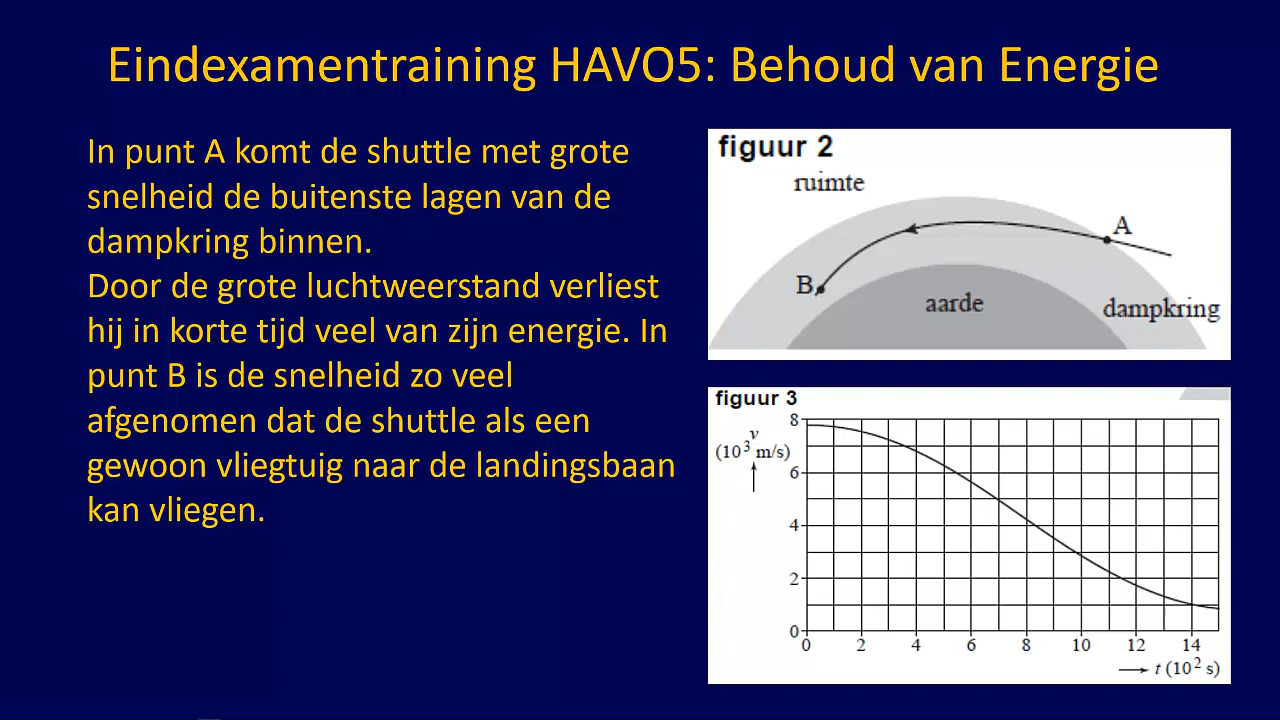 Eindexamentraining HAVO5: Behoud van Energie
In punt A komt de shuttle met grote
snelheid de buitenste lagen van de
dampkring binnen.
Door de grote luchtweerstand verliest
hij in korte tijd veel van zijn energie. In
punt B is de snelheid zo veel
afgenomen dat de shuttle als een
gewoon vliegtuig naar de landingsbaan
kan vliegen.
figuur 2
ruimte
A
B
aarde
dampkring
figuur 3
v
(10³ m/s)
8
6
4
2
0
0 2 4 6 8 10 12 14
t (10² s)